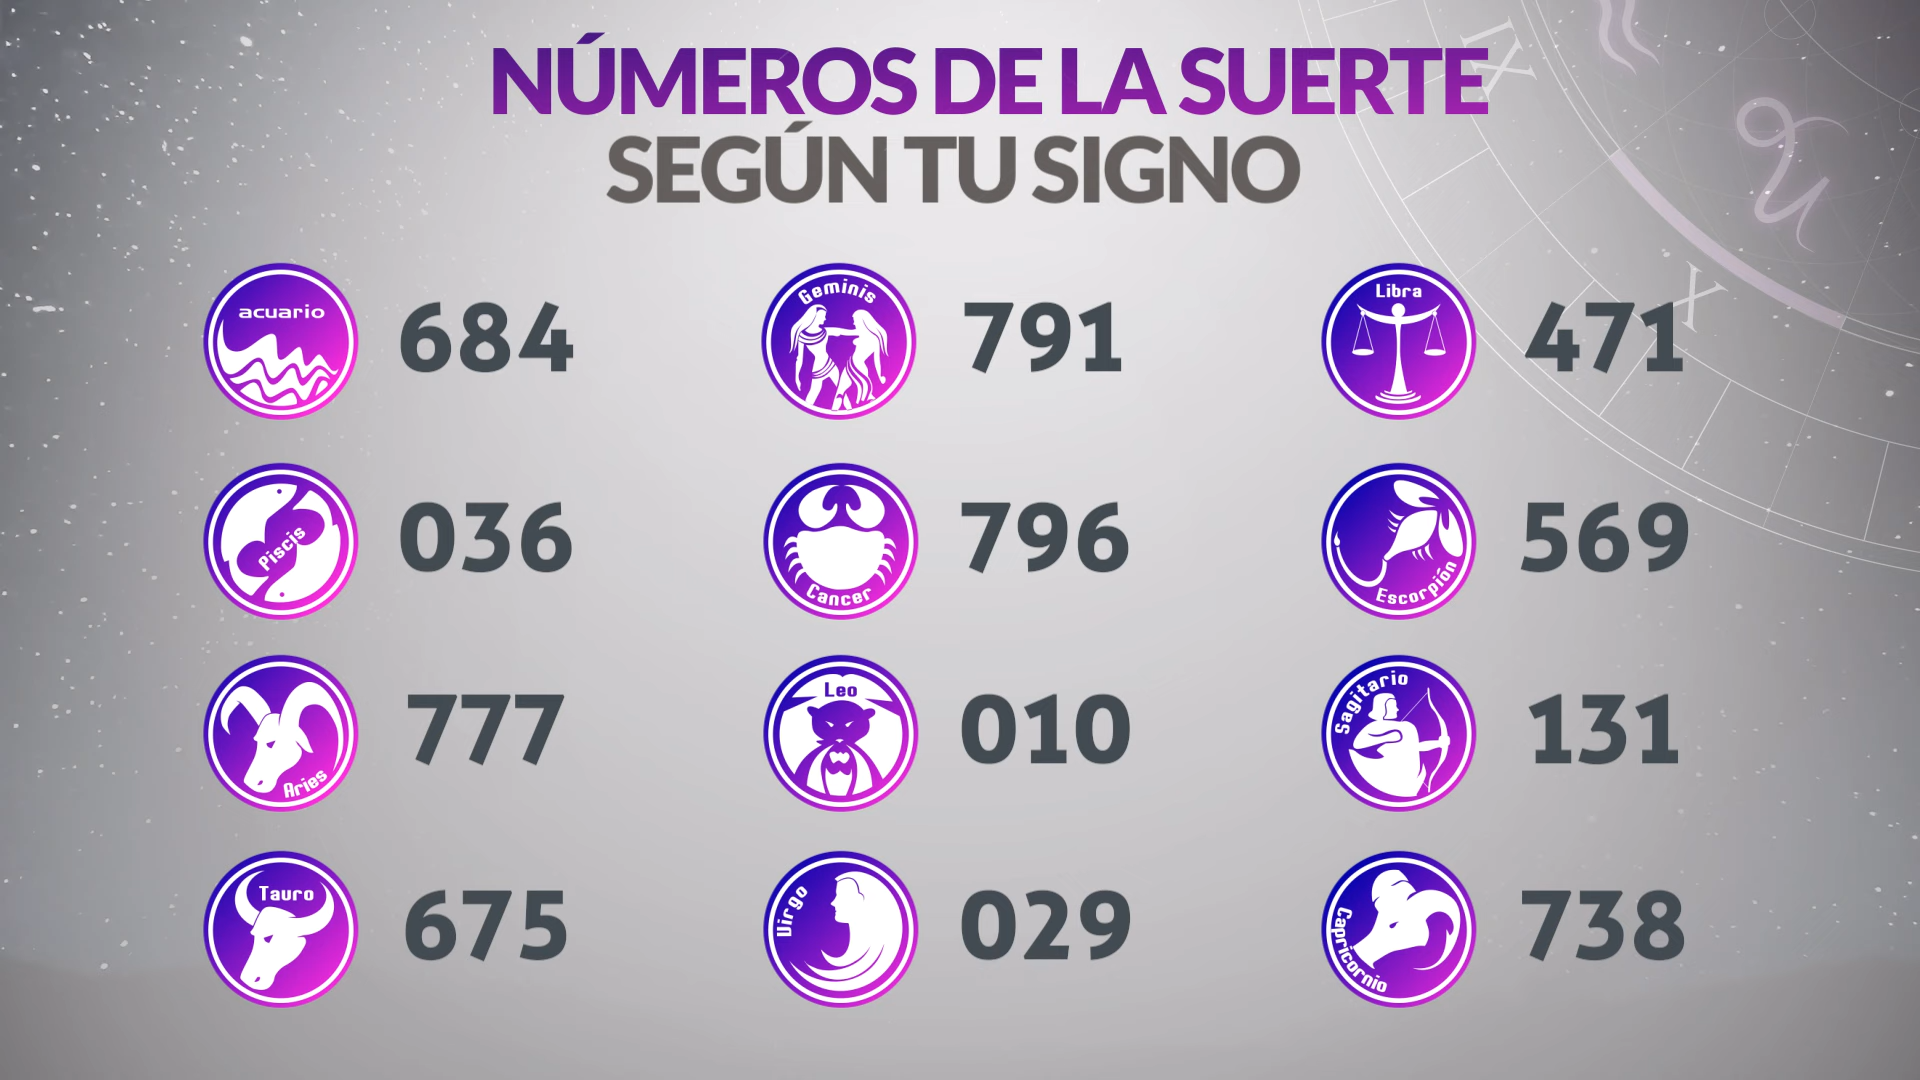 NÚMEROS DE LA SUERTE
SEGÚN TU SIGNO
IX
X
acuario 684
Geminis 791
Libra 471
Piscis 036
Cancer 796
Escorpión 569
Aries 777
Leo 010
Sagitario 131
Tauro 675
Virgo 029
Capricornio 738